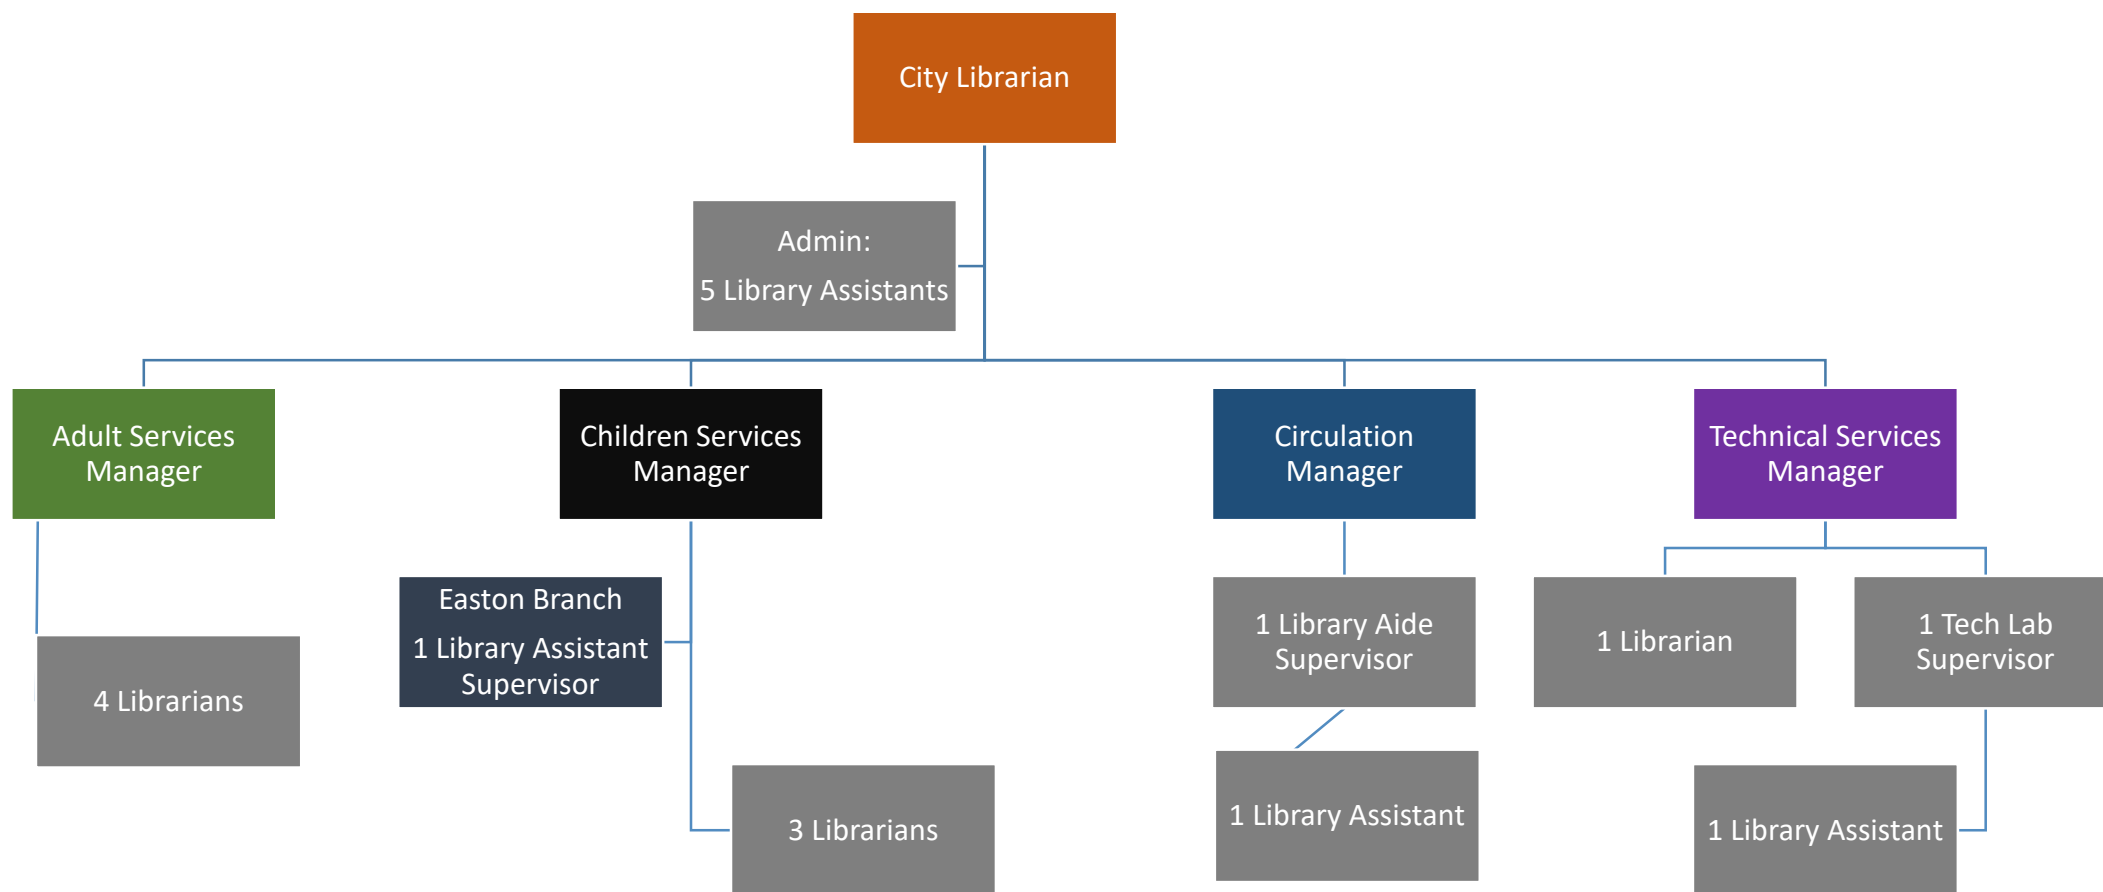 City Librarian
Admin:
5 Library Assistants
Adult Services
Manager
Children Services
Manager
Circulation
Manager
Technical Services
Manager
Easton Branch
1 Library Assistant
Supervisor
1 Library Aide
Supervisor
1 Librarian
1 Tech Lab
Supervisor
4 Librarians
3 Librarians
1 Library Assistant
1 Library Assistant